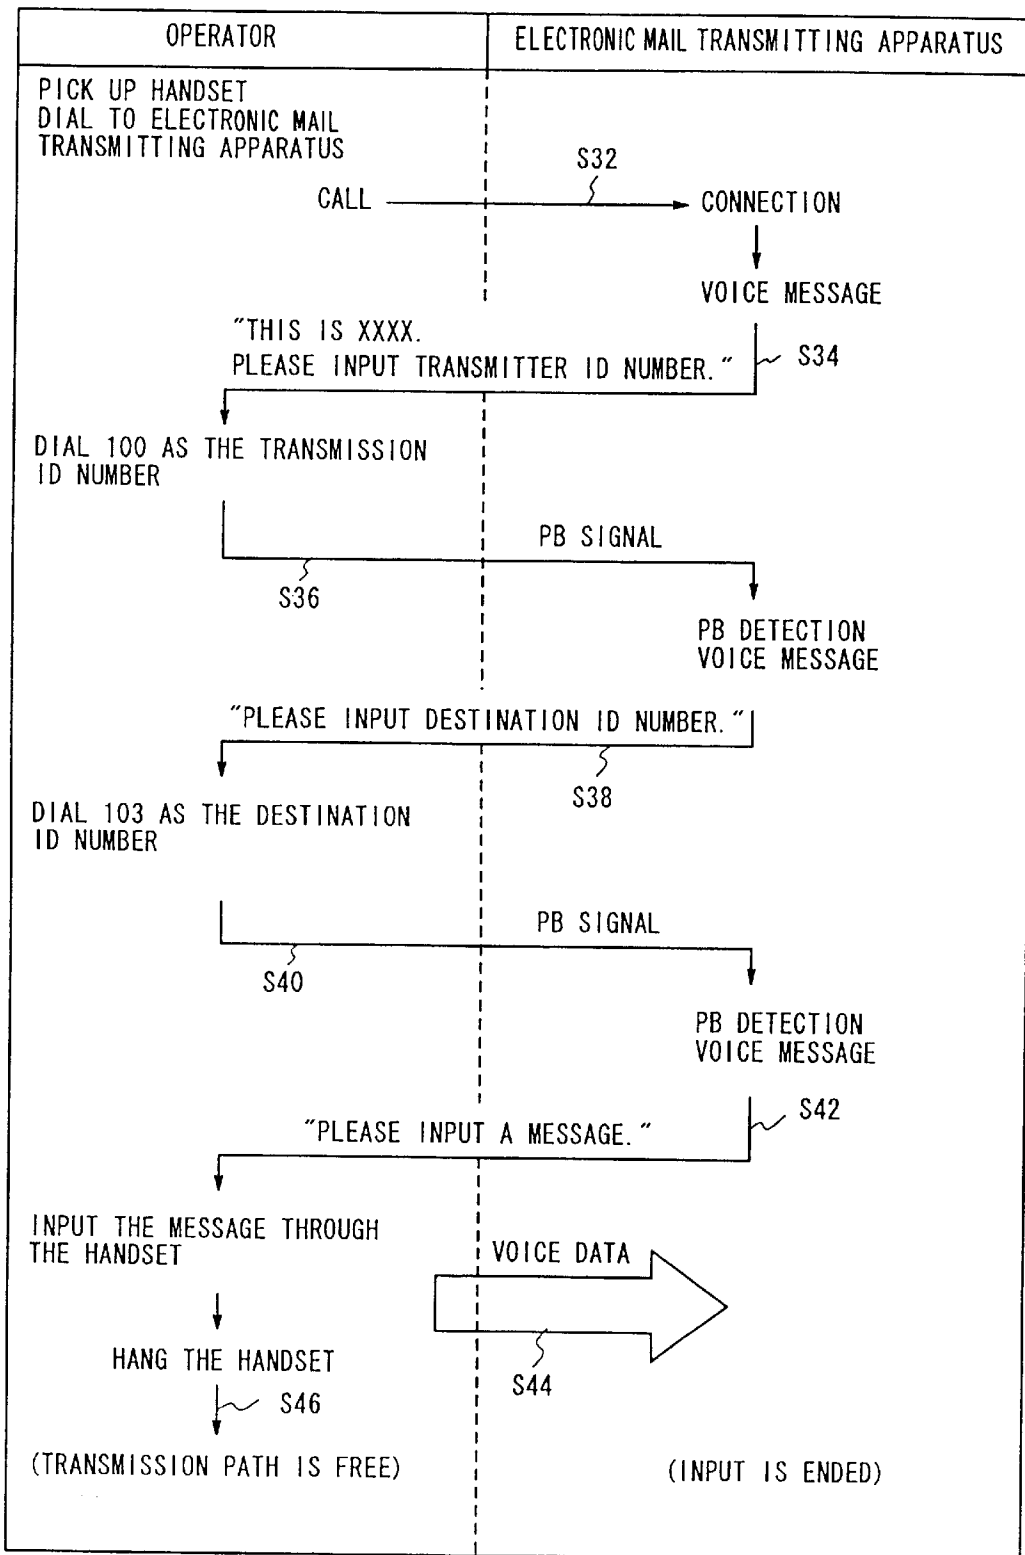 OPERATOR
ELECTRONIC MAIL TRANSMITTING APPARATUS
PICK UP HANDSET
DIAL TO ELECTRONIC MAIL
TRANSMITTING APPARATUS
S32
CALL
CONNECTION
VOICE MESSAGE
"THIS IS XXXX.
PLEASE INPUT TRANSMITTER ID NUMBER."
S34
DIAL 100 AS THE TRANSMISSION
ID NUMBER
PB SIGNAL
S36
PB DETECTION
VOICE MESSAGE
"PLEASE INPUT DESTINATION ID NUMBER."
S38
DIAL 103 AS THE DESTINATION
ID NUMBER
PB SIGNAL
S40
PB DETECTION
VOICE MESSAGE
S42
"PLEASE INPUT A MESSAGE."
INPUT THE MESSAGE THROUGH
THE HANDSET
VOICE DATA
HANG THE HANDSET
S44
S46
(TRANSMISSION PATH IS FREE)
(INPUT IS ENDED)